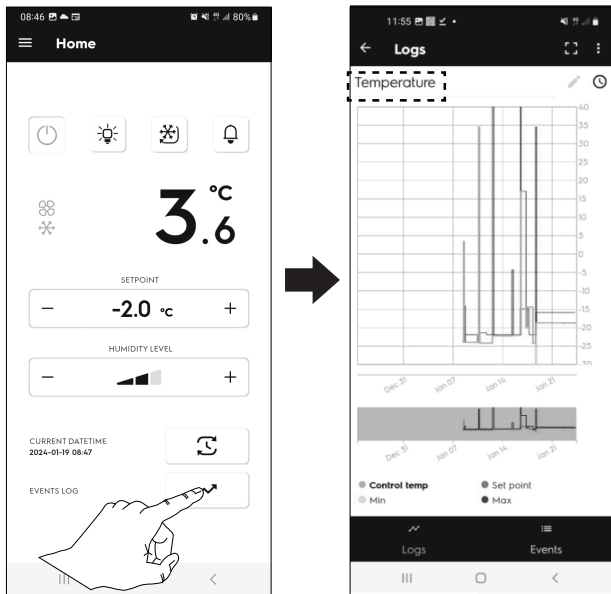 08:46 80%
Home
3.6 °C
SETPOINT
− -2.0 °C +
HUMIDITY LEVEL
− +
CURRENT DATETIME
2024-01-19 08:47
EVENTS LOG
11:55
Logs
Temperature
40
35
30
25
20
15
10
5
0
-5
-10
-15
-20
-25
-30
Dec 31 Jan 07 Jan 14 Jan 21
Dec 31 Jan 07 Jan 14 Jan 21
Control temp Set point
Min Max
Logs Events